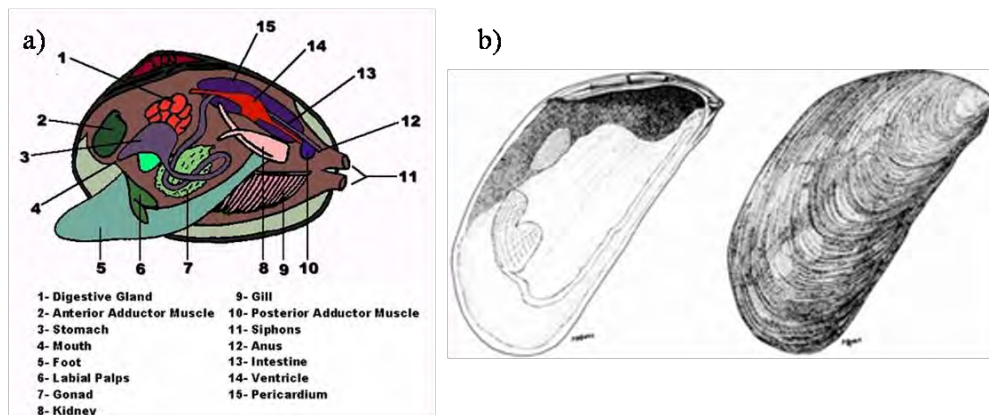 a)
b)
15
14
13
1
2
12
3
11
4
5
6
7
8
9
10
1- Digestive Gland
2- Anterior Adductor Muscle
3- Stomach
4- Mouth
5- Foot
6- Labial Palps
7- Gonad
8- Kidney
9- Gill
10- Posterior Adductor Muscle
11- Siphons
12- Anus
13- Intestine
14- Ventricle
15- Pericardium